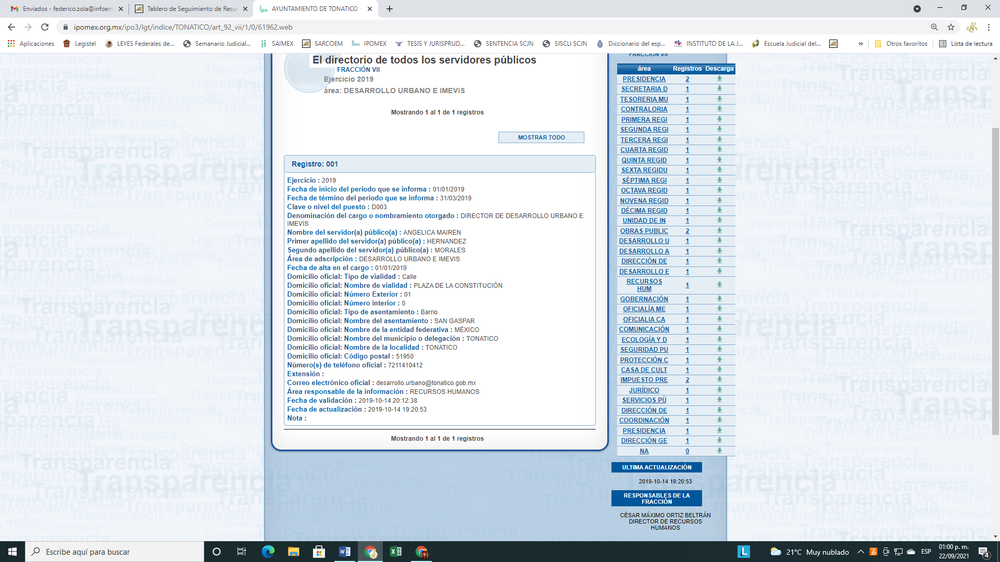 Enviados - federico.zola@infoem
Tablero de Seguimiento de Recur
AYUNTAMIENTO DE TONATICO -
ipomex.org.mx/ipo3/lgt/indice/TONATICO/art_92_vii/1/0/61962.web
Aplicaciones
Legistel
LEYES Federales de...
Semanario Judicial...
SAIMEX
SARCOEM
IPOMEX
TESIS Y JURISPRUD...
SENTENCIA SCJN
SISCLI SCJN
Diccionario del esp...
INSTITUTO DE LA J...
Escuela Judicial del...
»
Otros favoritos
Lista de lectura
El directorio de todos los servidores públicos
FRACCIÓN VII
Ejercicio 2019
área: DESARROLLO URBANO E IMEVIS
Mostrando 1 al 1 de 1 registros
MOSTRAR TODO
Registro: 001
Ejercicio : 2019
Fecha de inicio del periodo que se informa : 01/01/2019
Fecha de término del periodo que se informa : 31/03/2019
Clave o nivel del puesto : D003
Denominación del cargo o nombramiento otorgado : DIRECTOR DE DESARROLLO URBANO E
IMEVIS
Nombre del servidor(a) público(a) : ANGELICA MAIREN
Primer apellido del servidor(a) público(a) : HERNANDEZ
Segundo apellido del servidor(a) público(a) : MORALES
Área de adscripción : DESARROLLO URBANO E IMEVIS
Fecha de alta en el cargo : 01/01/2019
Domicilio oficial: Tipo de vialidad : Calle
Domicilio oficial: Nombre de vialidad : PLAZA DE LA CONSTITUCIÓN
Domicilio oficial: Número Exterior : 01
Domicilio oficial: Número interior : 0
Domicilio oficial: Tipo de asentamiento : Barrio
Domicilio oficial: Nombre del asentamiento : SAN GASPAR
Domicilio oficial: Nombre de la entidad federativa : MÉXICO
Domicilio oficial: Nombre del municipio o delegación : TONATICO
Domicilio oficial: Nombre de la localidad : TONATICO
Domicilio oficial: Código postal : 51950
Número(s) de teléfono oficial : 7211410412
Extensión :
Correo electrónico oficial : desarrollo.urbano@tonatico.gob.mx
Área responsable de la información : RECURSOS HUMANOS
Fecha de validación : 2019-10-14 20:12:38
Fecha de actualización : 2019-10-14 19:20:53
Nota :
Mostrando 1 al 1 de 1 registros
FRACCIÓN VII
área Registros Descarga
PRESIDENCIA 2
SECRETARIA D 1
TESORERIA MU 1
CONTRALORIA 1
PRIMERA REGI 1
SEGUNDA REGI 1
TERCERA REGI 1
CUARTA REGID 1
QUINTA REGID 1
SEXTA REGIDU 1
SÉPTIMA REGI 1
OCTAVA REGID 1
NOVENA REGID 1
DÉCIMA REGID 1
UNIDAD DE IN 1
OBRAS PUBLIC 2
DESARROLLO U 1
DESARROLLO A 1
DIRECCIÓN DE 1
DESARROLLO E 1
RECURSOS
HUM 1
GOBERNACIÓN 1
OFICIALÍA ME 1
OFICIALIA CA 1
COMUNICACIÓN 1
ECOLOGÍA Y D 1
SEGURIDAD PU 1
PROTECCIÓN C 1
CASA DE CULT 1
IMPUESTO PRE 2
JURÍDICO 1
SERVICIOS PÚ 1
DIRECCIÓN DE 1
COORDINACIÓN 1
PRESIDENCIA 1
DIRECCIÓN GE 1
NA 0
ULTIMA ACTUALIZACIÓN
2019-10-14 19:20:53
RESPONSABLES DE LA
FRACCIÓN
CÉSAR MÁXIMO ORTIZ BELTRÁN
DIRECTOR DE RECURSOS
HUMANOS
Escribe aquí para buscar
L
21°C Muy nublado
ESP
01:00 p. m.
22/09/2021
4